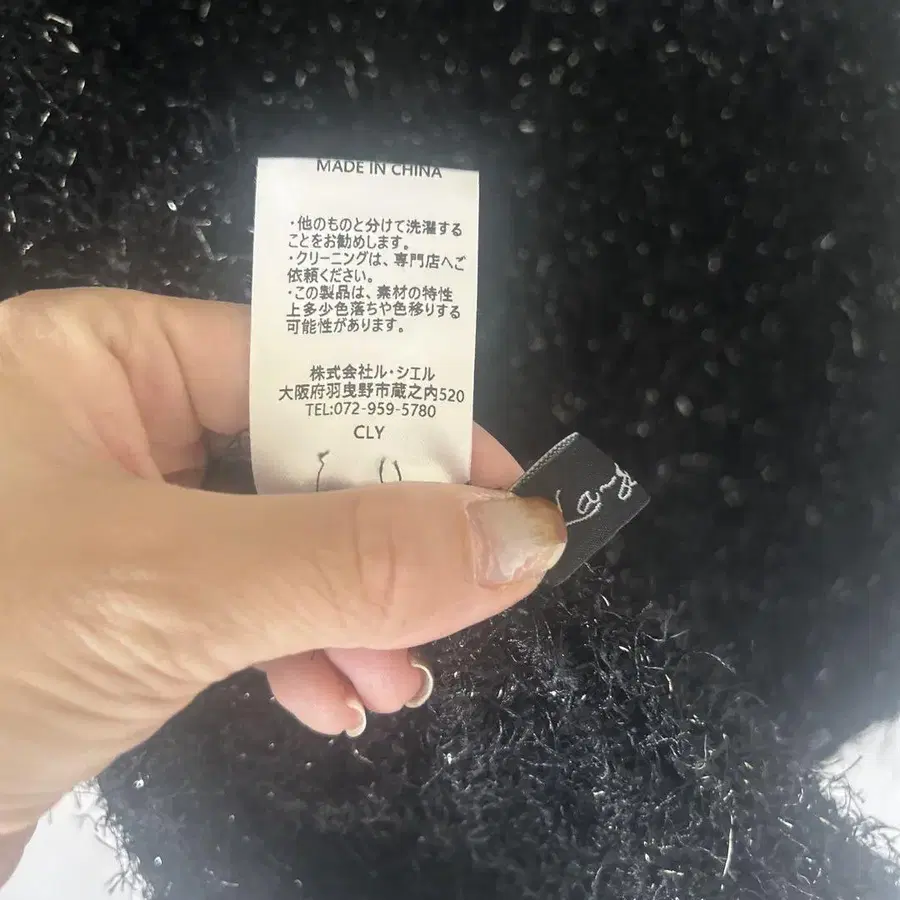 MADE IN CHINA
・他のものと分けて洗濯する
ことをお勧めします。
・クリーニングは、専門店へご
依頼ください。
・この製品は、素材の特性
上多少色落ちや色移りする
可能性があります。
株式会社ル・シエル
大阪府羽曳野市蔵之内520
TEL:072-959-5780
CLY